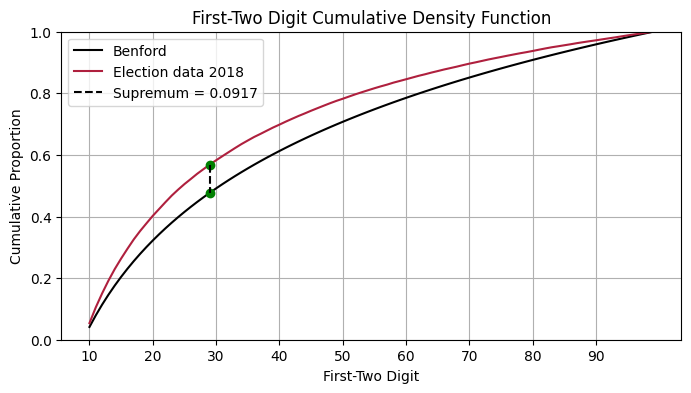 First-Two Digit Cumulative Density Function
Benford
Election data 2018
Supremum = 0.0917
Cumulative Proportion
1.0
0.8
0.6
0.4
0.2
0.0
10 20 30 40 50 60 70 80 90
First-Two Digit